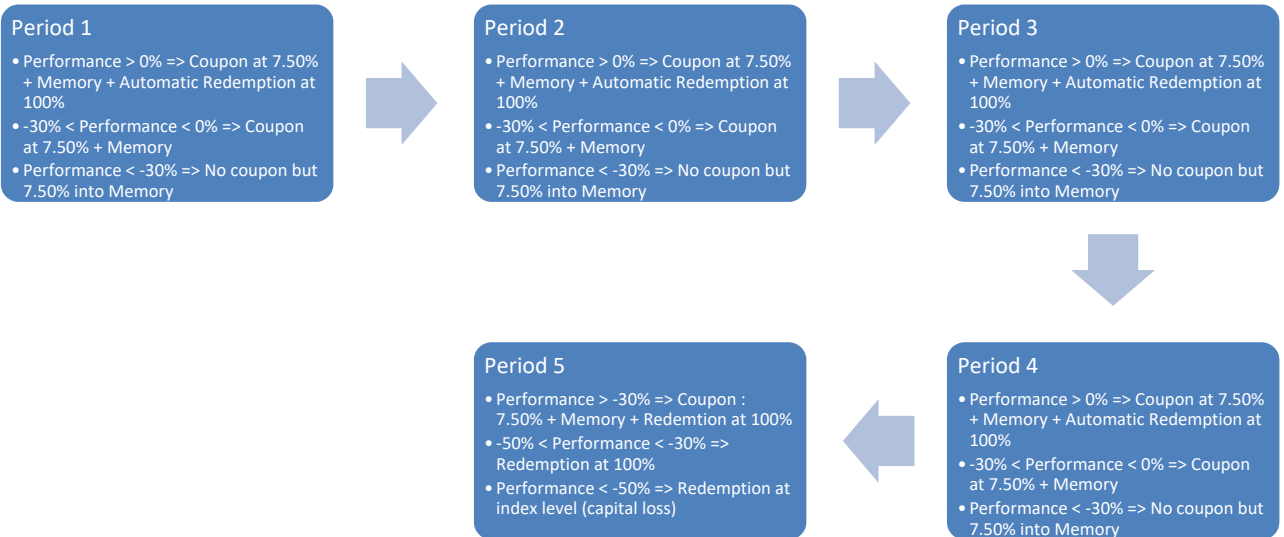 Period 1
• Performance > 0% => Coupon at 7.50%
+ Memory + Automatic Redemption at
100%
• -30% < Performance < 0% => Coupon
at 7.50% + Memory
• Performance < -30% => No coupon but
7.50% into Memory
Period 2
• Performance > 0% => Coupon at 7.50%
+ Memory + Automatic Redemption at
100%
• -30% < Performance < 0% => Coupon
at 7.50% + Memory
• Performance < -30% => No coupon but
7.50% into Memory
Period 3
• Performance > 0% => Coupon at 7.50%
+ Memory + Automatic Redemption at
100%
• -30% < Performance < 0% => Coupon
at 7.50% + Memory
• Performance < -30% => No coupon but
7.50% into Memory
Period 4
• Performance > 0% => Coupon at 7.50%
+ Memory + Automatic Redemption at
100%
• -30% < Performance < 0% => Coupon
at 7.50% + Memory
• Performance < -30% => No coupon but
7.50% into Memory
Period 5
• Performance > -30% => Coupon :
7.50% + Memory + Redemtion at 100%
• -50% < Performance < -30% =>
Redemption at 100%
• Performance < -50% => Redemption at
index level (capital loss)